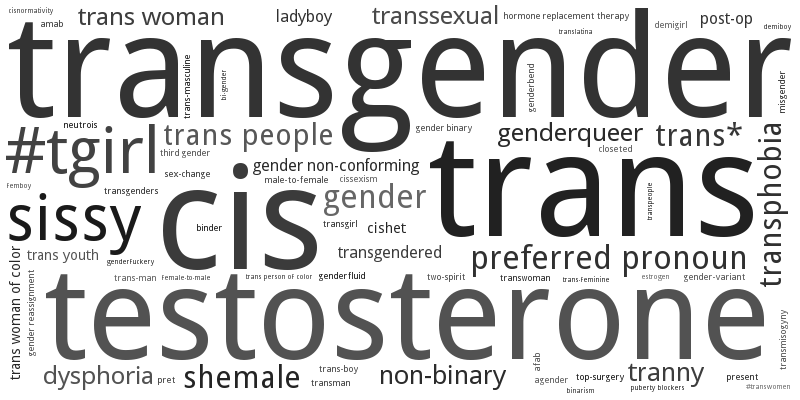 cisnormativity
amab
trans woman
ladyboy
transsexual
hormone replacement therapy
translatina
demigirl
post-op
demiboy
transgender
trans-masculine
bi-gender
genderbend
misgender
neutrois
#tgirl
trans people
third gender
gender binary
genderqueer
closeted
trans*
transphobia
sex-change
gender non-conforming
male-to-female
cissexism
Femboy
transgenders
sissy
cis
binder
gender
transgirl
cishet
trans
transpeople
trans youth
genderfuckery
transgendered
preferred pronoun
trans woman of color
gender reassignment
trans-man
Female-to-male
trans person of color
genderfluid
two-spirit
transwoman
trans-Feminine
estrogen
gender-variant
testosterone
transmisogyny
dysphoria
pret
shemale
trans-boy
transman
non-binary
afab
agender
top-surgery
binarism
tranny
puberty blockers
present
#transwomen